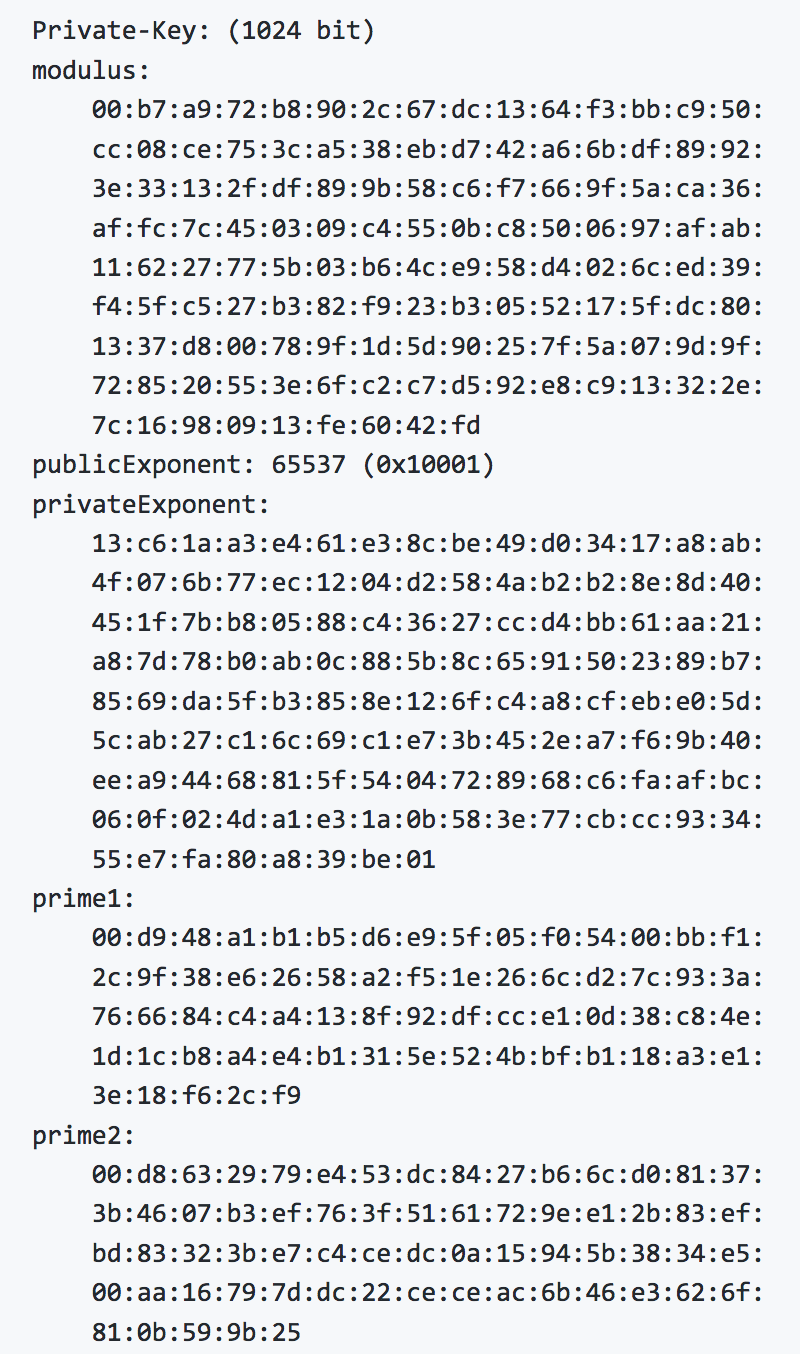 Private-Key: (1024 bit)
modulus:
00:b7:a9:72:b8:90:2c:67:dc:13:64:f3:bb:c9:50:
cc:08:ce:75:3c:a5:38:eb:d7:42:a6:6b:df:89:92:
3e:33:13:2f:df:89:9b:58:c6:f7:66:9f:5a:ca:36:
af:fc:7c:45:03:09:c4:55:0b:c8:50:06:97:af:ab:
11:62:27:77:5b:03:b6:4c:e9:58:d4:02:6c:ed:39:
f4:5f:c5:27:b3:82:f9:23:b3:05:52:17:5f:dc:80:
13:37:d8:00:78:9f:1d:5d:90:25:7f:5a:07:9d:9f:
72:85:20:55:3e:6f:c2:c7:d5:92:e8:c9:13:32:2e:
7c:16:98:09:13:fe:60:42:fd
publicExponent: 65537 (0x10001)
privateExponent:
13:c6:1a:a3:e4:61:e3:8c:be:49:d0:34:17:a8:ab:
4f:07:6b:77:ec:12:04:d2:58:4a:b2:b2:8e:8d:40:
45:1f:7b:b8:05:88:c4:36:27:cc:d4:bb:61:aa:21:
a8:7d:78:b0:ab:0c:88:5b:8c:65:91:50:23:89:b7:
85:69:da:5f:b3:85:8e:12:6f:c4:a8:cf:eb:e0:5d:
5c:ab:27:c1:6c:69:c1:e7:3b:45:2e:a7:f6:9b:40:
ee:a9:44:68:81:5f:54:04:72:89:68:c6:fa:af:bc:
06:0f:02:4d:a1:e3:1a:0b:58:3e:77:cb:cc:93:34:
55:e7:fa:80:a8:39:be:01
prime1:
00:d9:48:a1:b1:b5:d6:e9:5f:05:f0:54:00:bb:f1:
2c:9f:38:e6:26:58:a2:f5:1e:26:6c:d2:7c:93:3a:
76:66:84:c4:a4:13:8f:92:df:cc:e1:0d:38:c8:4e:
1d:1c:b8:a4:e4:b1:31:5e:52:4b:bf:b1:18:a3:e1:
3e:18:f6:2c:f9
prime2:
00:d8:63:29:79:e4:53:dc:84:27:b6:6c:d0:81:37:
3b:46:07:b3:ef:76:3f:51:61:72:9e:e1:2b:83:ef:
bd:83:32:3b:e7:c4:ce:dc:0a:15:94:5b:38:34:e5:
00:aa:16:79:7d:dc:22:ce:ce:ac:6b:46:e3:62:6f:
81:0b:59:9b:25